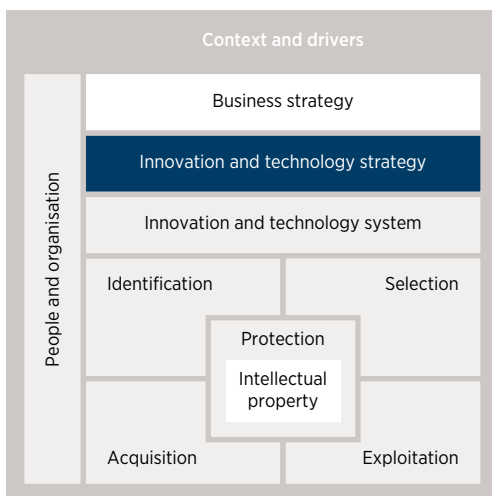 Context and drivers
People and organisation
Business strategy
Innovation and technology strategy
Innovation and technology system
Identification
Selection
Protection
Intellectual
property
Acquisition
Exploitation